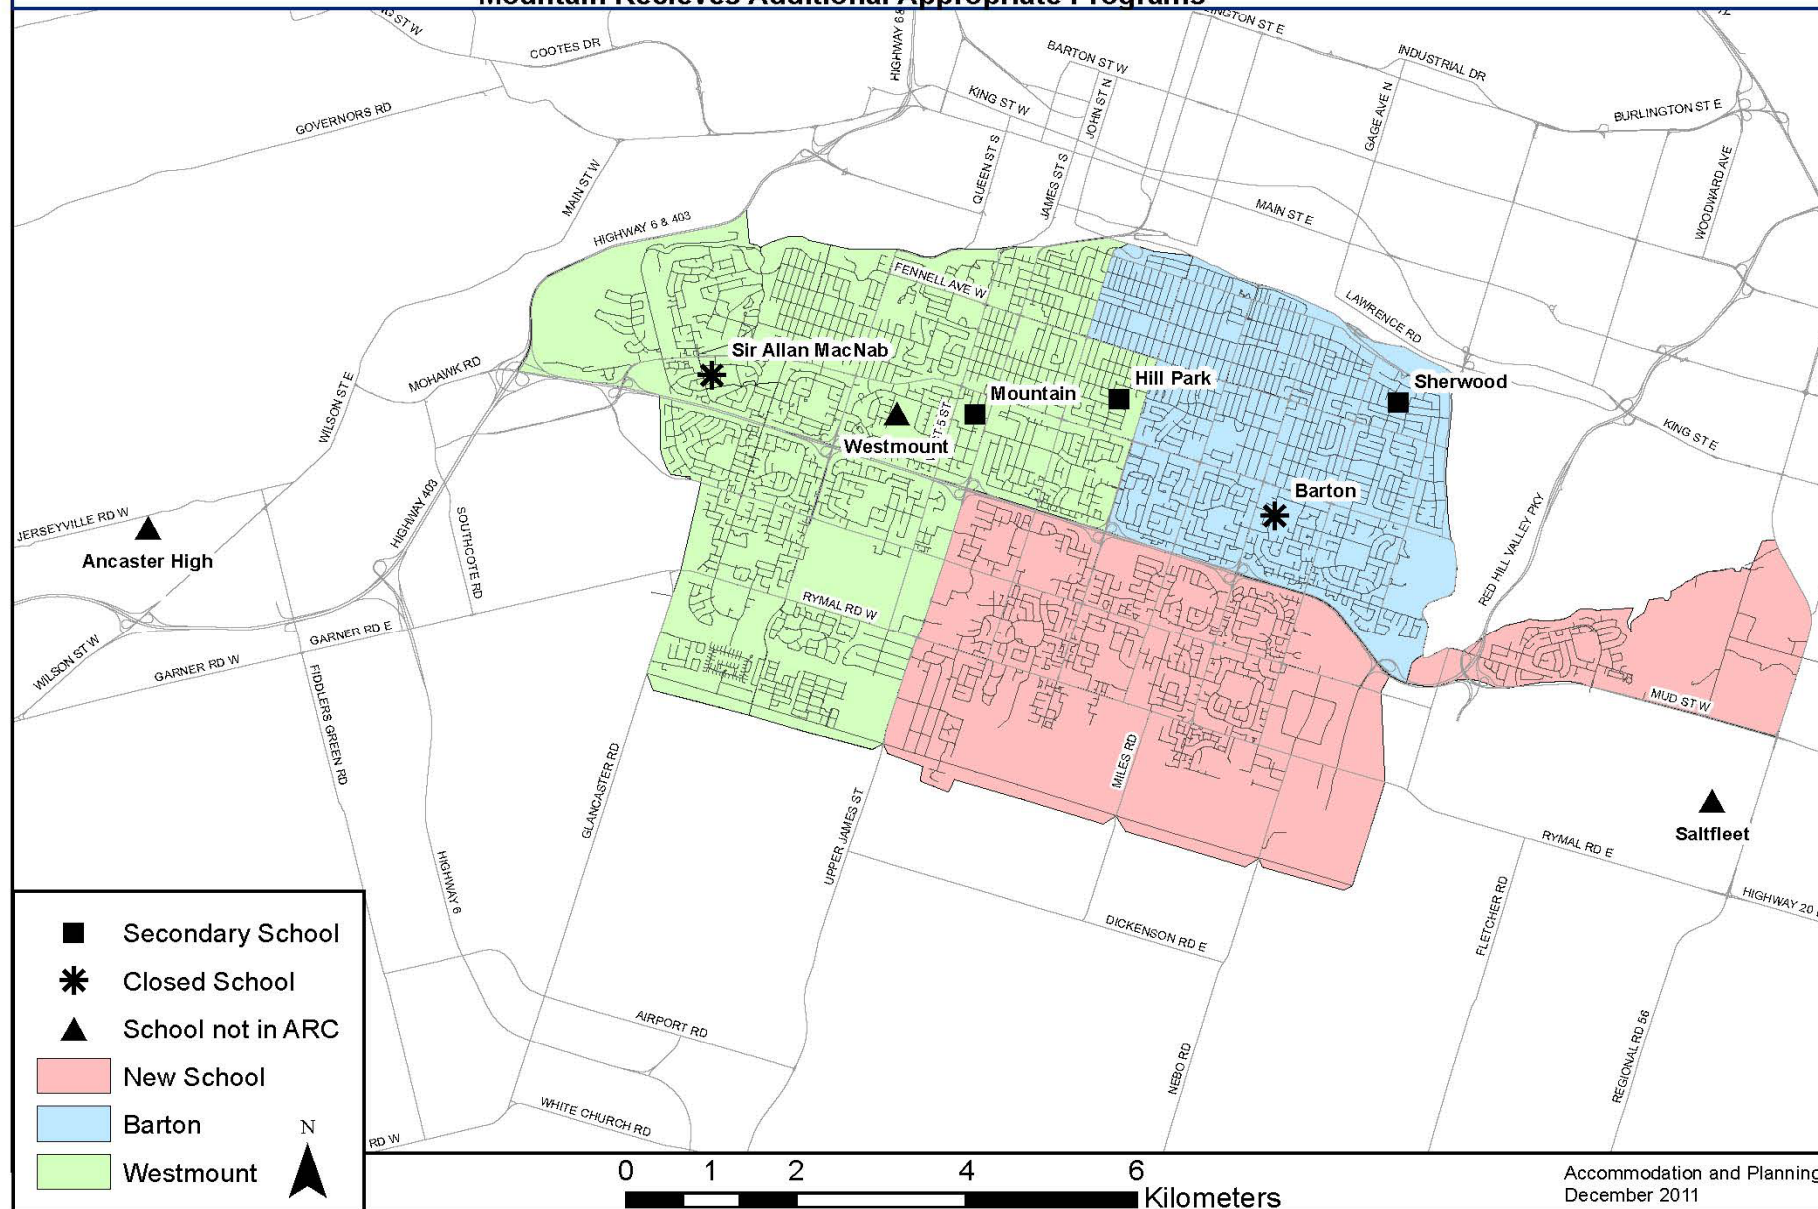 Mountain Recieves Additional Appropriate Programs
COOTES DR
GOVERNORS RD
MAIN ST W
HIGHWAY 6 & 403
BARTON ST W
KING ST W
JOHN ST N
QUEEN ST S
JAMES ST S
INDUSTRIAL DR
GAGE AVE N
BURLINGTON ST E
WOODWARD AVE
MAIN ST E
LAWRENCE RD
FENNELL AVE W
MOHAWK RD
WILSON ST E
Sir Allan MacNab
Mountain
Hill Park
Sherwood
Westmount
Barton
KING ST E
JERSEYVILLE RD W
Ancaster High
HIGHWAY 403
SOUTHCOTE RD
RED HILL VALLEY PKY
GARNER RD E
GARNER RD W
WILSON ST W
RYMAL RD W
FIDDLERS GREEN RD
GLANCASTER RD
UPPER JAMES ST
MILES RD
MUD ST W
Saltfleet
RYMAL RD E
HIGHWAY 20
HIGHWAY 6
DICKENSON RD E
FLETCHER RD
REGIONAL RD 56
NEBO RD
AIRPORT RD
WHITE CHURCH RD
RD W
Secondary School
Closed School
School not in ARC
New School
Barton
Westmount
N
0 1 2 4 6
Kilometers
Accommodation and Planning
December 2011